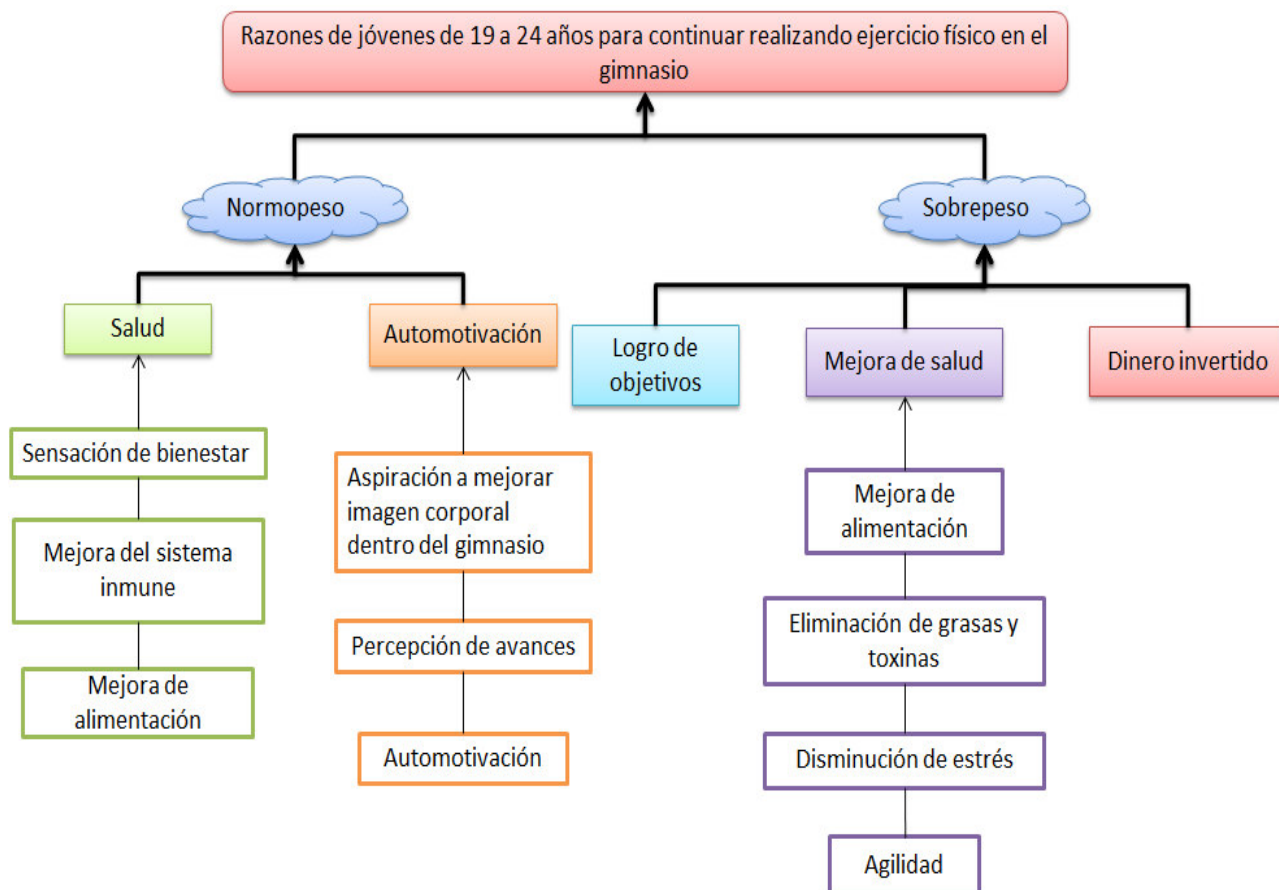 Razones de jóvenes de 19 a 24 años para continuar realizando ejercicio físico en el
gimnasio
Normopeso
Sobrepeso
Salud
Automotivación
Logro de
objetivos
Mejora de salud
Dinero invertido
Sensación de bienestar
Mejora del sistema
inmune
Mejora de
alimentación
Aspiración a mejorar
imagen corporal
dentro del gimnasio
Percepción de avances
Automotivación
Mejora de
alimentación
Eliminación de grasas y
toxinas
Disminución de estrés
Agilidad